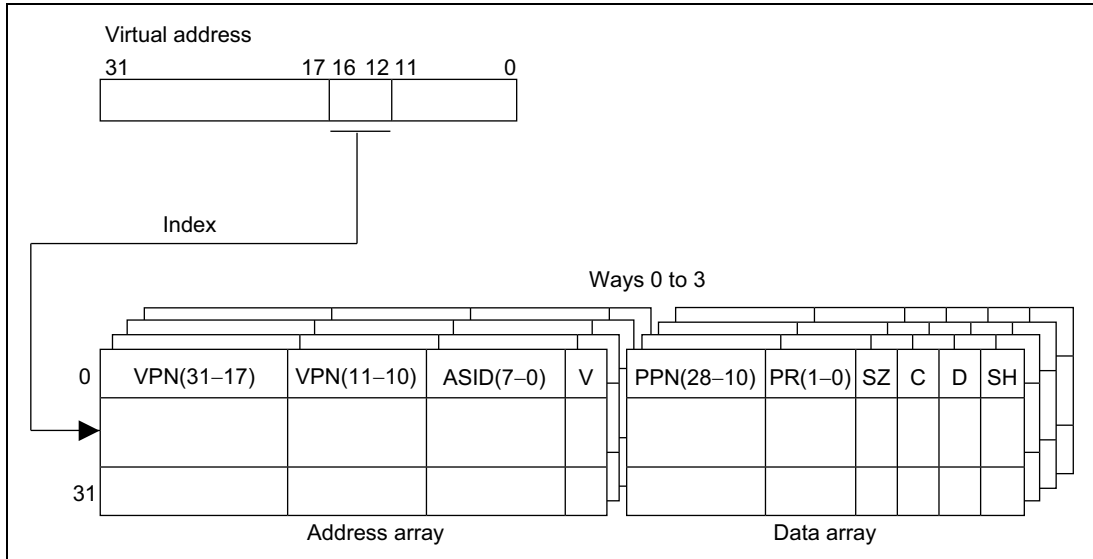 Virtual address
31 17 16 12 11 0
Index
Ways 0 to 3
0 VPN(31−17) VPN(11−10) ASID(7−0) V PPN(28−10) PR(1−0) SZ C D SH
31
Address array Data array